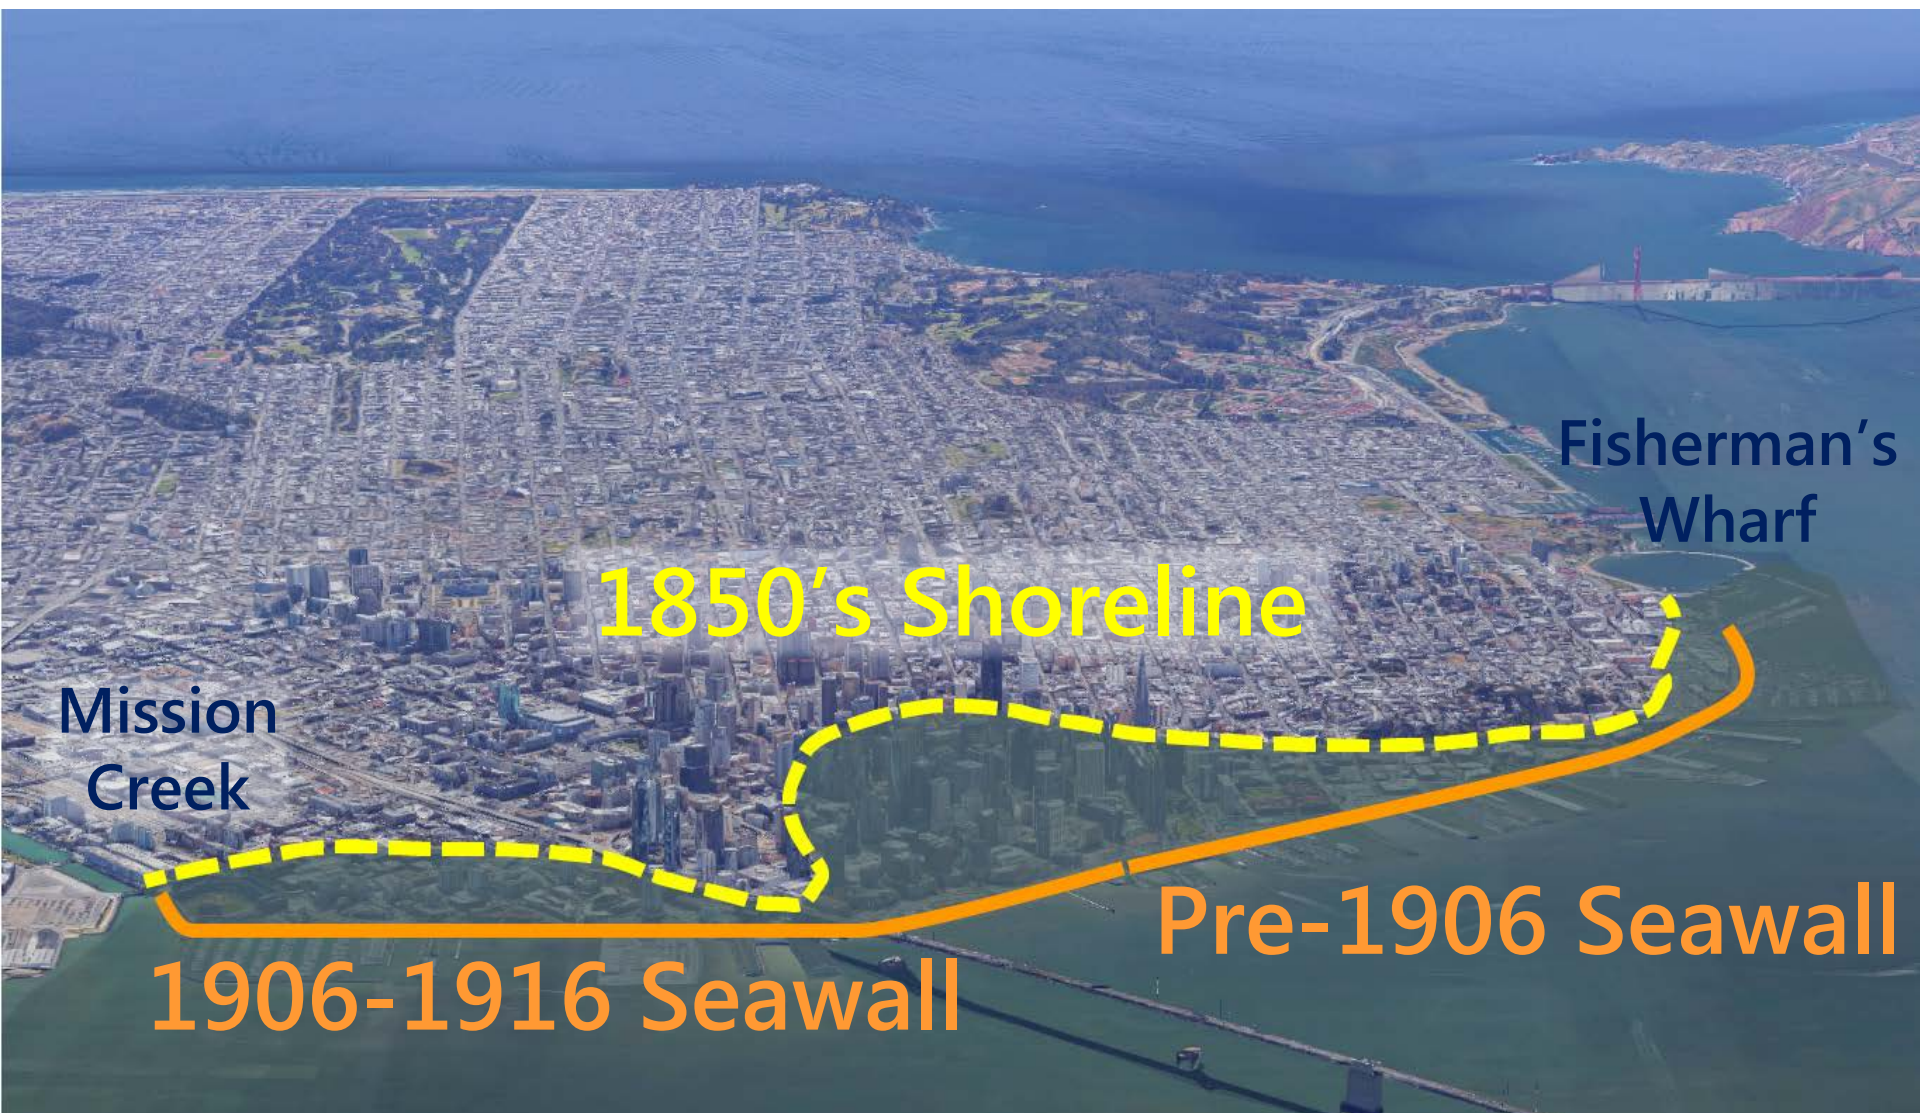 Fisherman's
Wharf
1850's Shoreline
Mission
Creek
Pre-1906 Seawall
1906-1916 Seawall